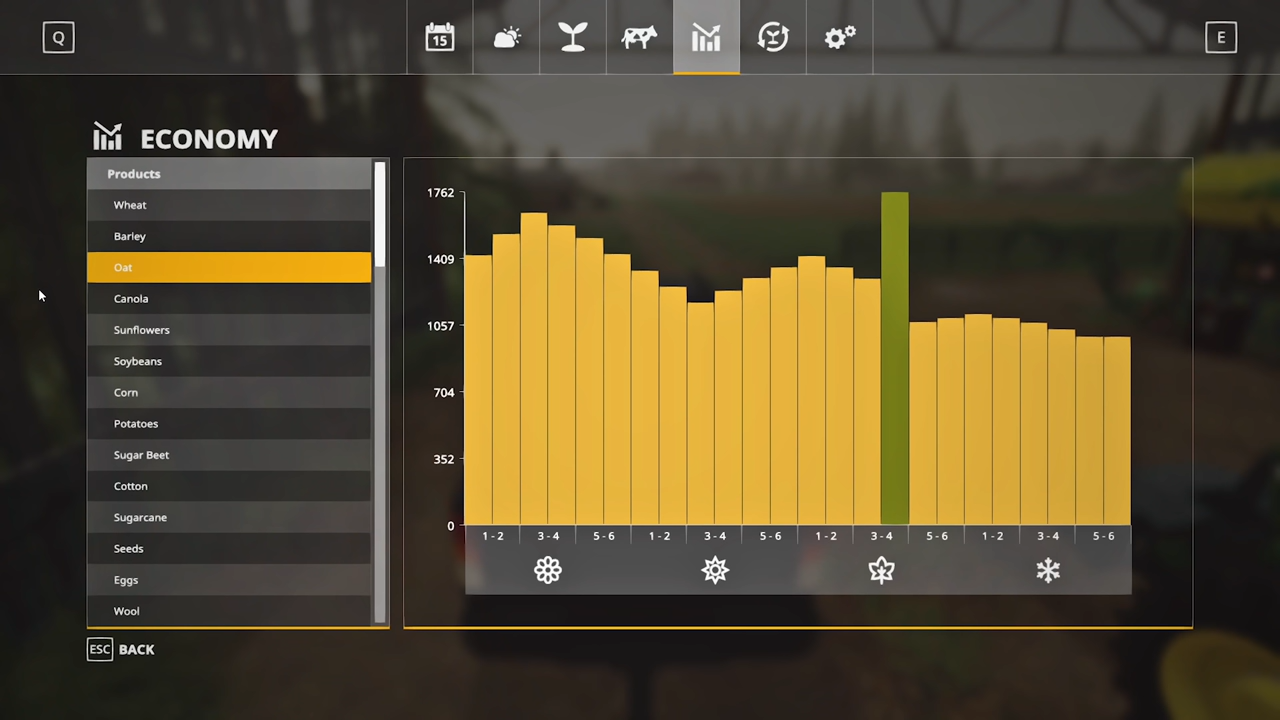 Q
15
E
ECONOMY
Products
Wheat
Barley
Oat
Canola
Sunflowers
Soybeans
Corn
Potatoes
Sugar Beet
Cotton
Sugarcane
Seeds
Eggs
Wool
1762
1409
1057
704
352
0
1 - 2 3 - 4 5 - 6 1 - 2 3 - 4 5 - 6 1 - 2 3 - 4 5 - 6 1 - 2 3 - 4 5 - 6
ESC BACK